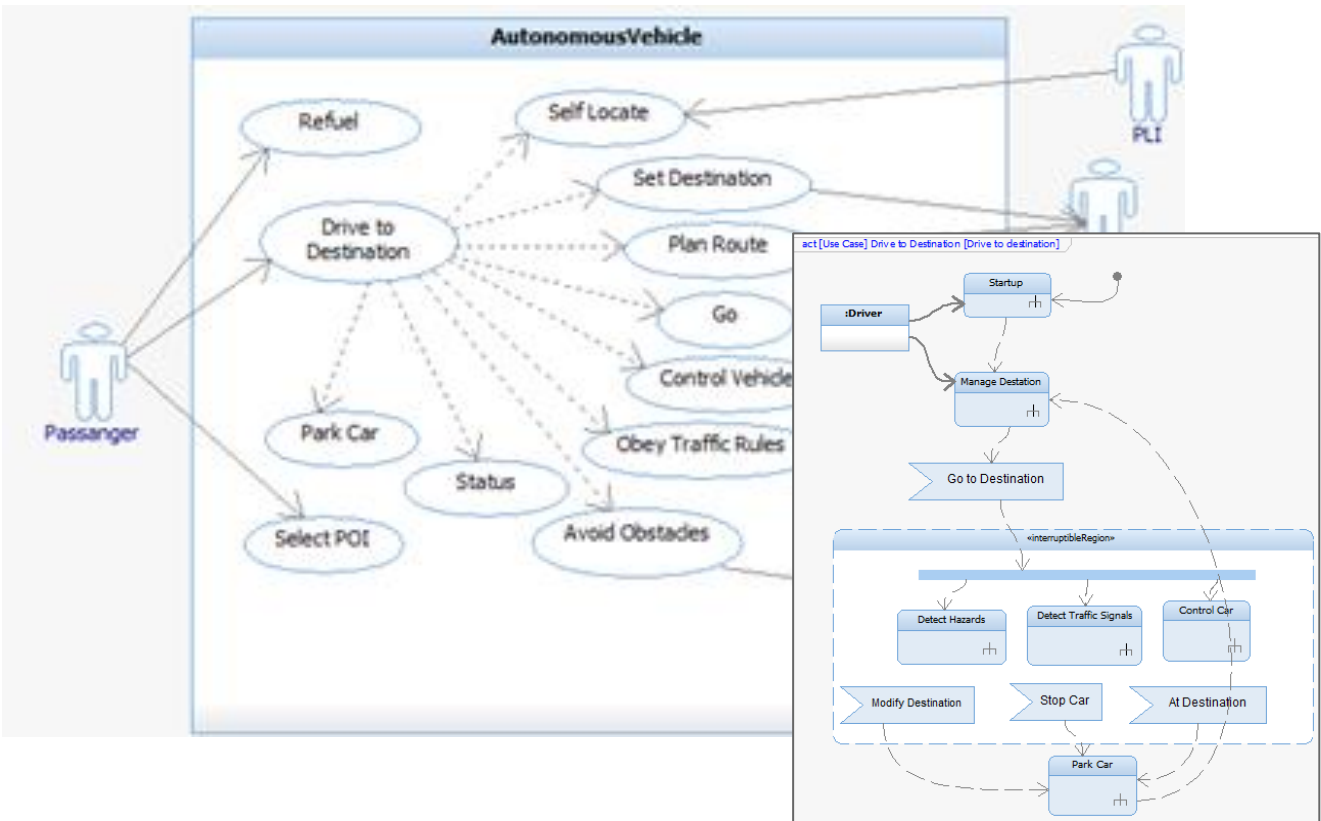 AutonomousVehicle
Refuel
Self Locate
PLI
Set Destination
Drive to
Destination
Plan Route
Go
Control Vehicle
Passanger
Park Car
Obey Traffic Rules
Status
Select POI
Avoid Obstacles
act [Use Case] Drive to Destination [Drive to destination]
Startup
:Driver
Manage Destation
Go to Destination
«interruptibleRegion»
Detect Hazards
Detect Traffic Signals
Control Car
Modify Destination
Stop Car
At Destination
Park Car